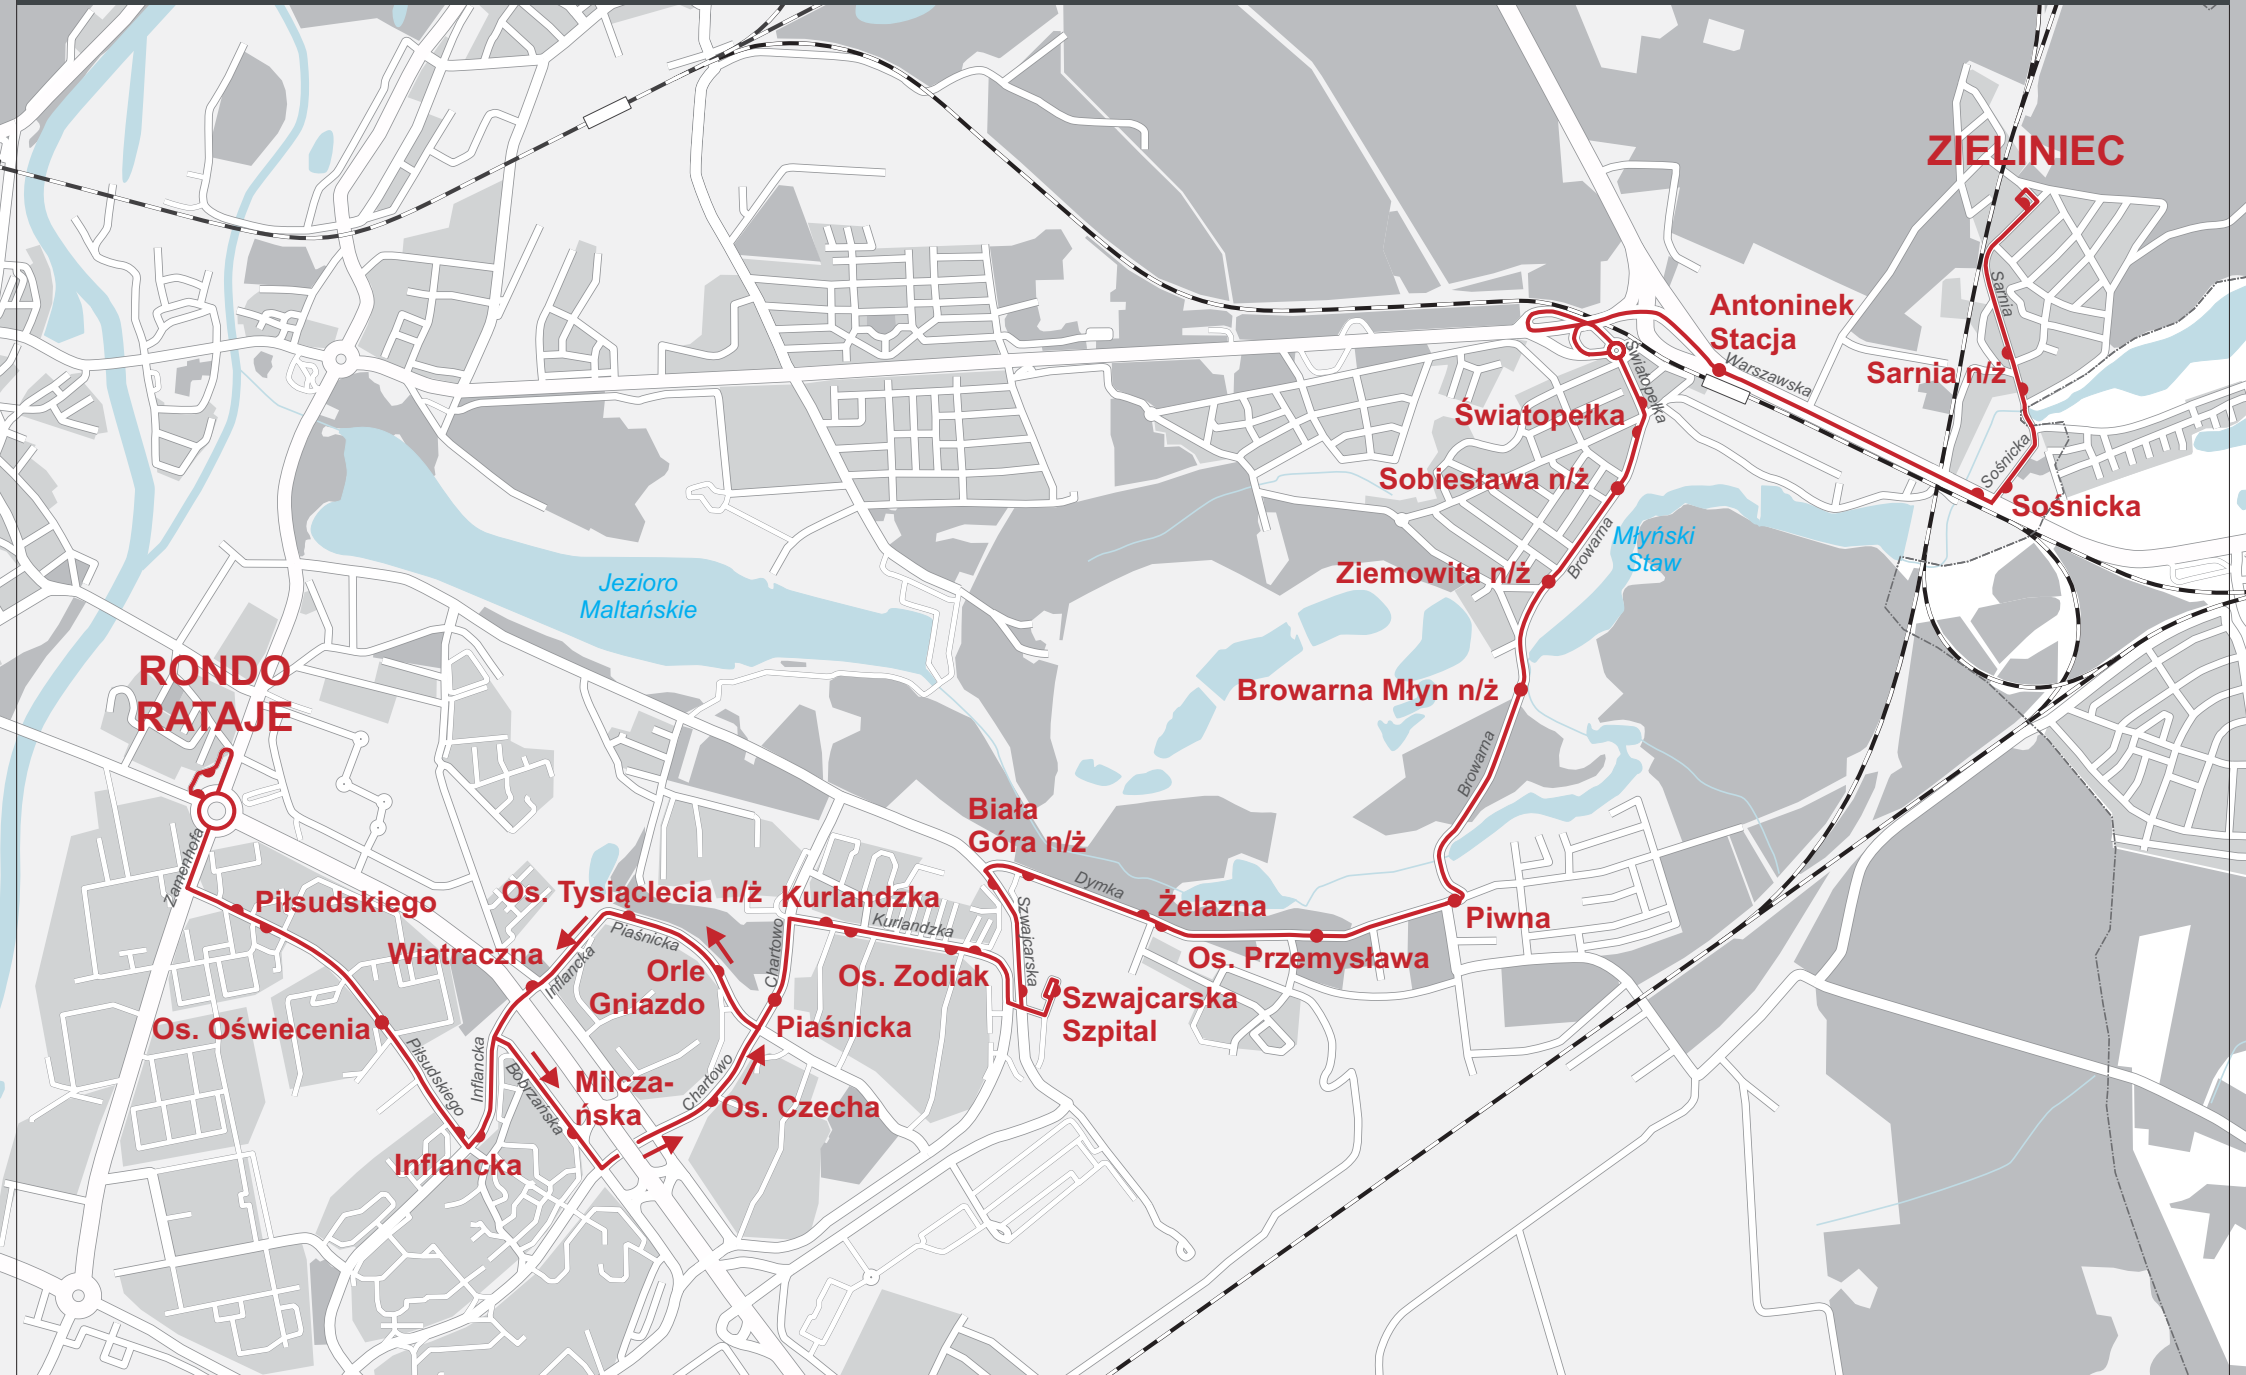 ZIELINIEC
Sarnia
Antoninek
Stacja
Warszawska
Sarnia n/ż
Światopełka
Światopełka
Sośnicka
Sośnicka
Sobiesława n/ż
Browarna
Młyński
Staw
Ziemowita n/ż
Jezioro
Maltańskie
Browarna Młyn n/ż
Browarna
RONDO
RATAJE
Zamenhofa
Biała
Góra n/ż
Dymka
Żelazna
Piwna
Os. Przemysława
Piłsudskiego
Os. Tysiąclecia n/ż
Kurlandzka
Kurlandzka
Szwajcarska
Piaśnicka
Chartowo
Wiatraczna
Inflancka
Orle
Gniazdo
Os. Zodiak
Szwajcarska
Szpital
Os. Oświecenia
Piaśnicka
Piłsudskiego
Inflancka
Bobrzańska
Milcza-
ńska
Chartowo
Os. Czecha
Inflancka